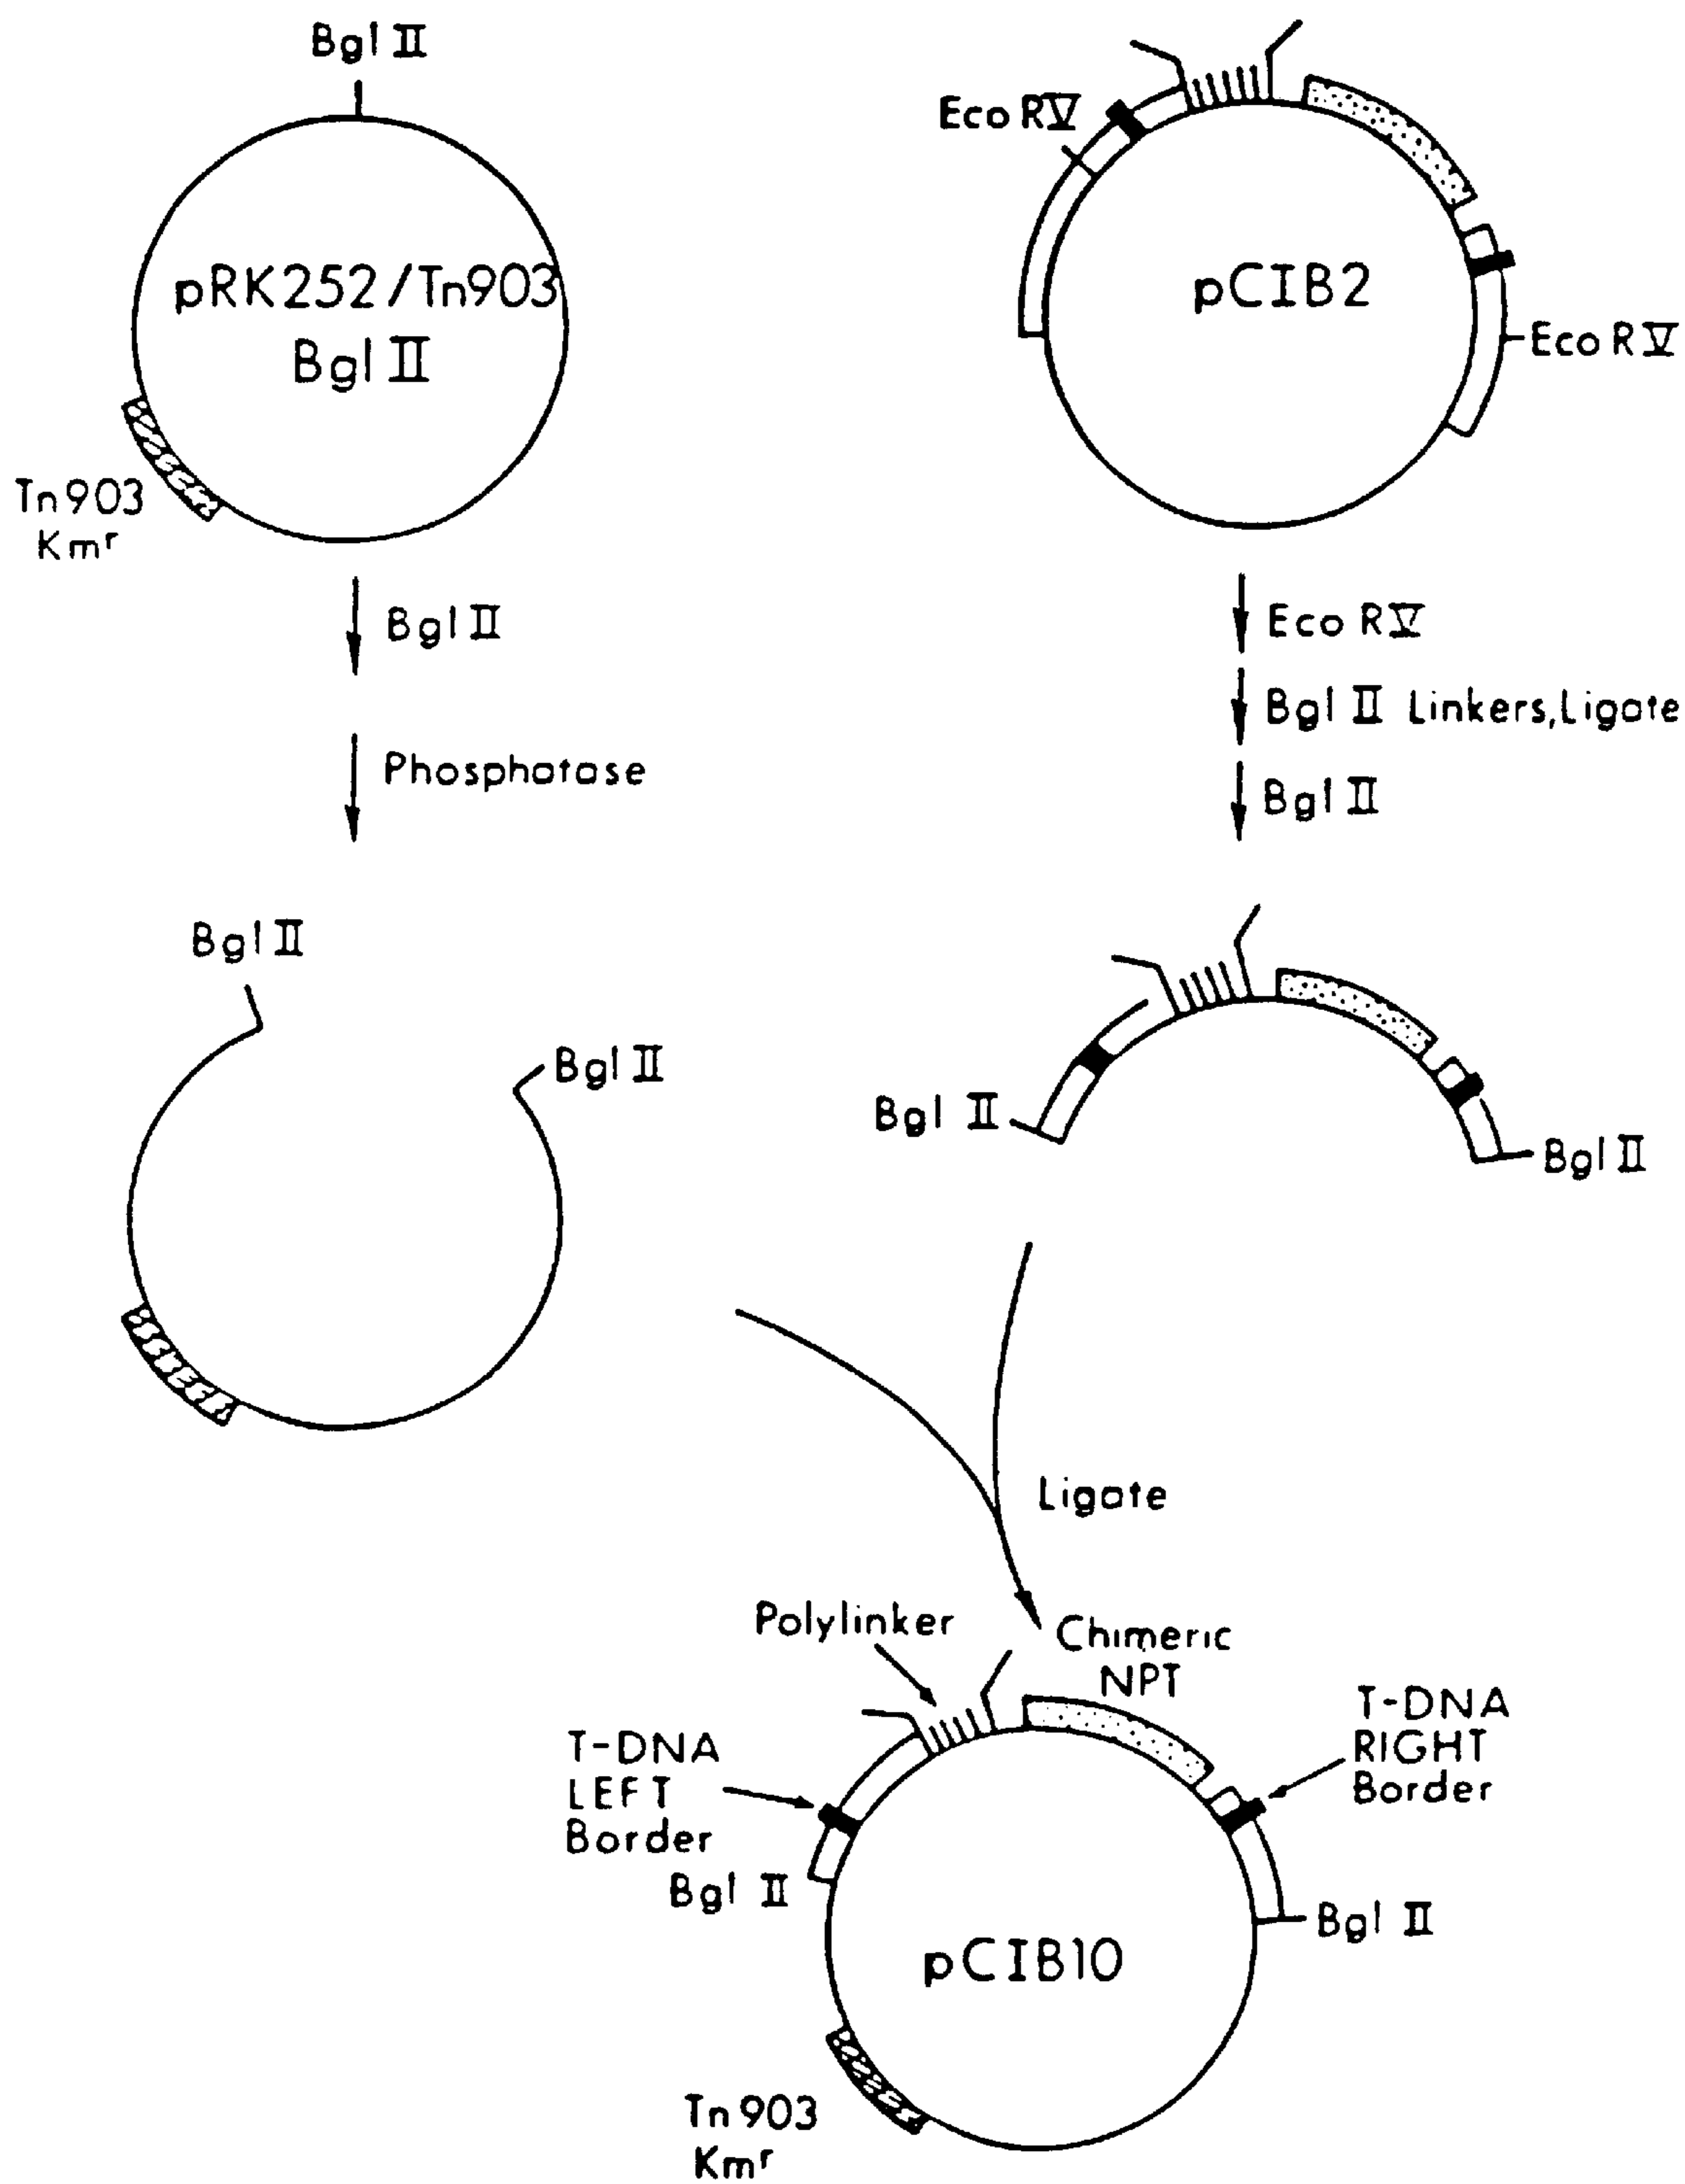 Bgl II
pRK252/Tn903
Bgl II
Tn903
Kmr
Bgl II
Phosphatase
Eco RV
pCIB2
Eco RV
Eco RV
Bgl II Linkers, Ligate
Bgl II
Bgl II
Bgl II
Bgl II
Bgl II
Ligate
Polylinker
Chimeric
NPT
T-DNA
LEFT
Border
T-DNA
RIGHT
Border
Bgl II
Bgl II
pCIB10
Tn903
Kmr